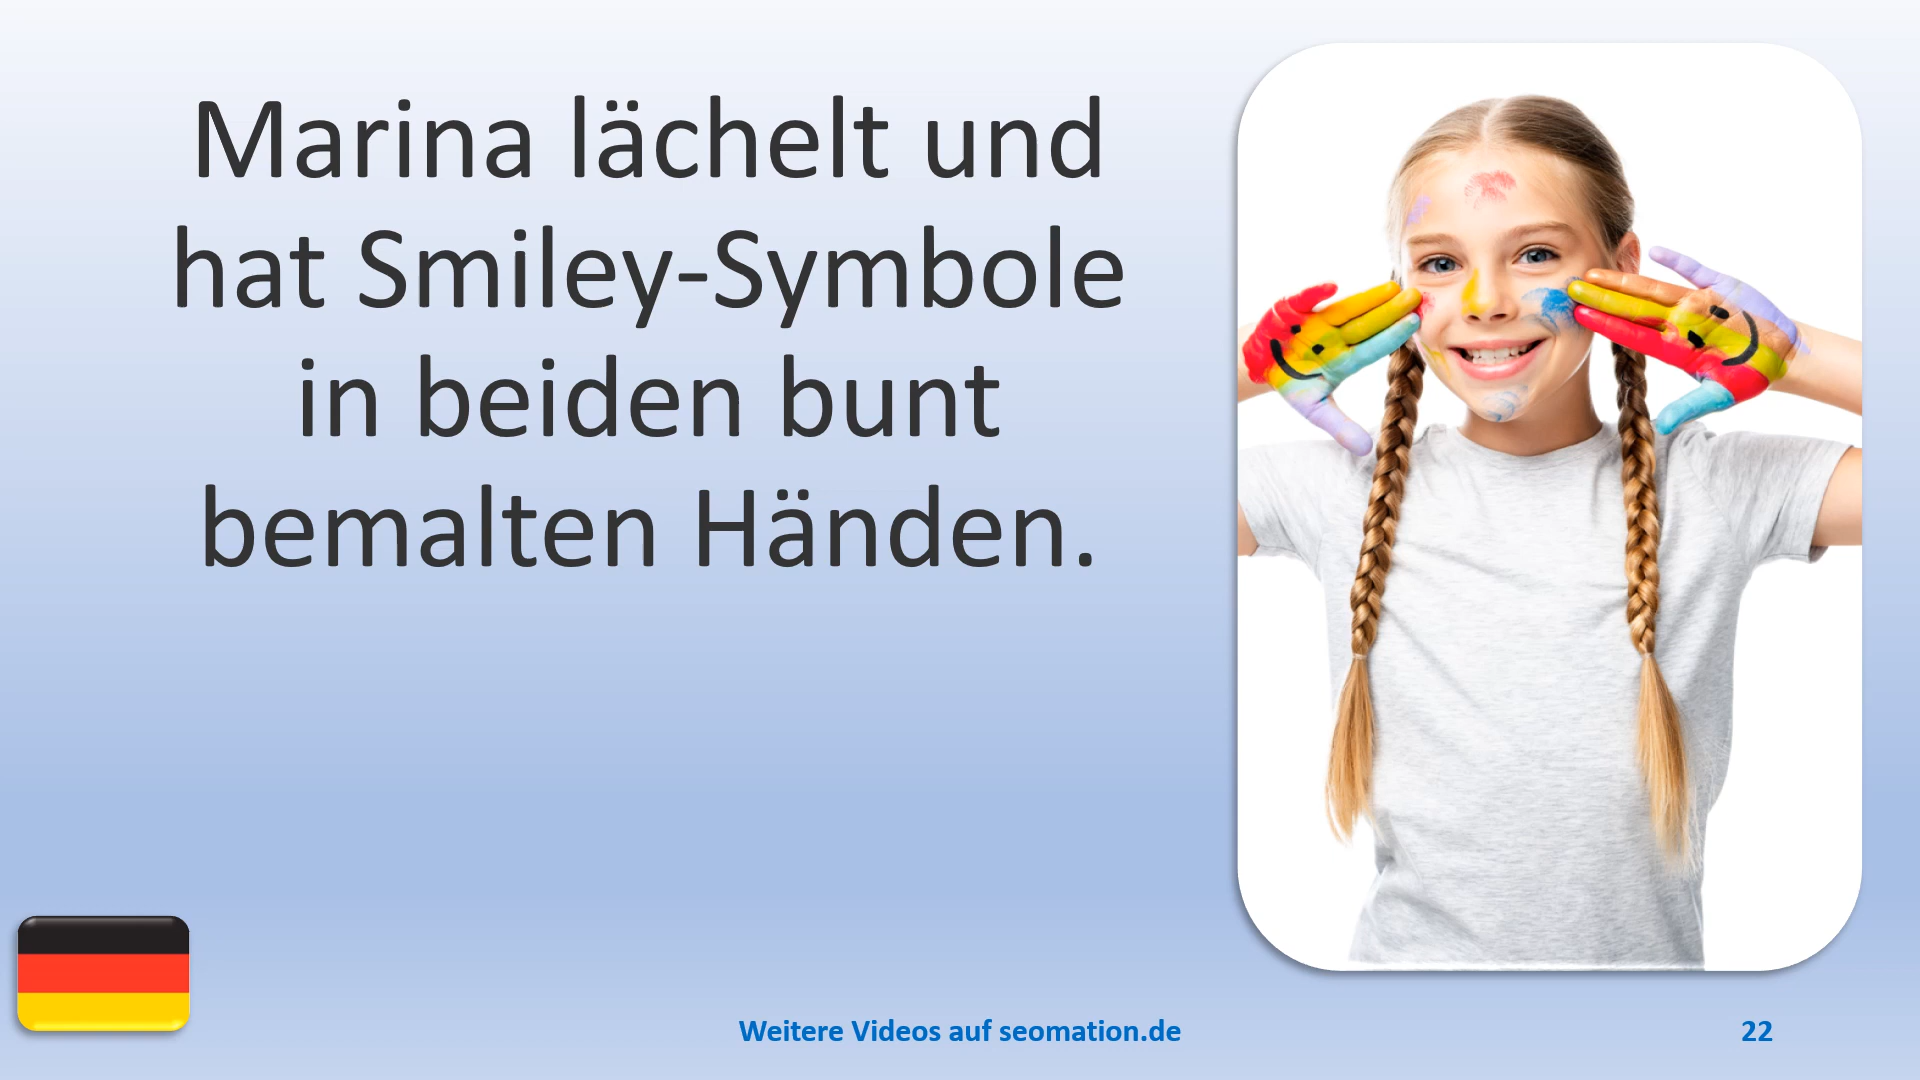 Marina lächelt und
hat Smiley-Symbole
in beiden bunt
bemalten Händen.
Weitere Videos auf seomation.de
22